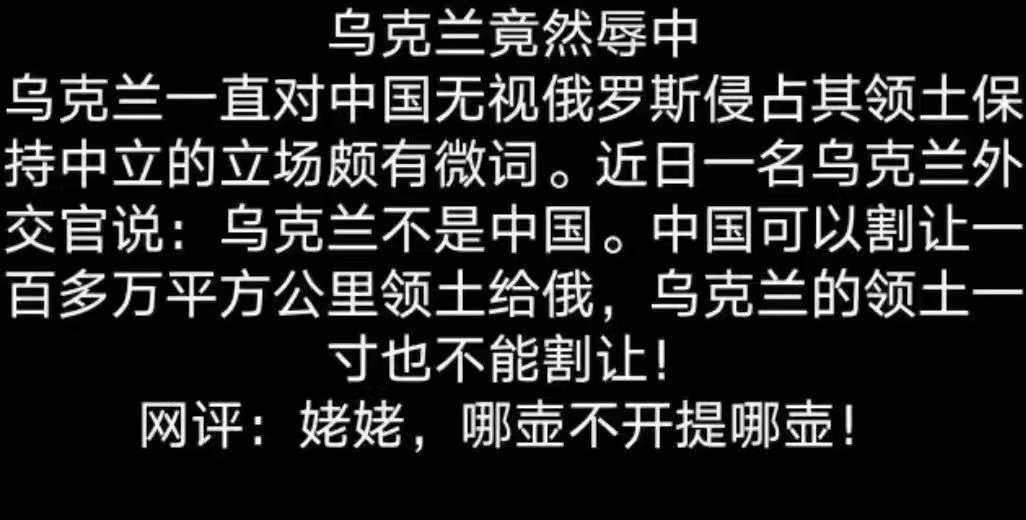 乌克兰竟然辱中
乌克兰一直对中国无视俄罗斯侵占其领土保
持中立的立场颇有微词。近日一名乌克兰外
交官说：乌克兰不是中国。中国可以割让一
百多万平方公里领土给俄，乌克兰的领土一
寸也不能割让！
网评：姥姥，哪壶不开提哪壶！